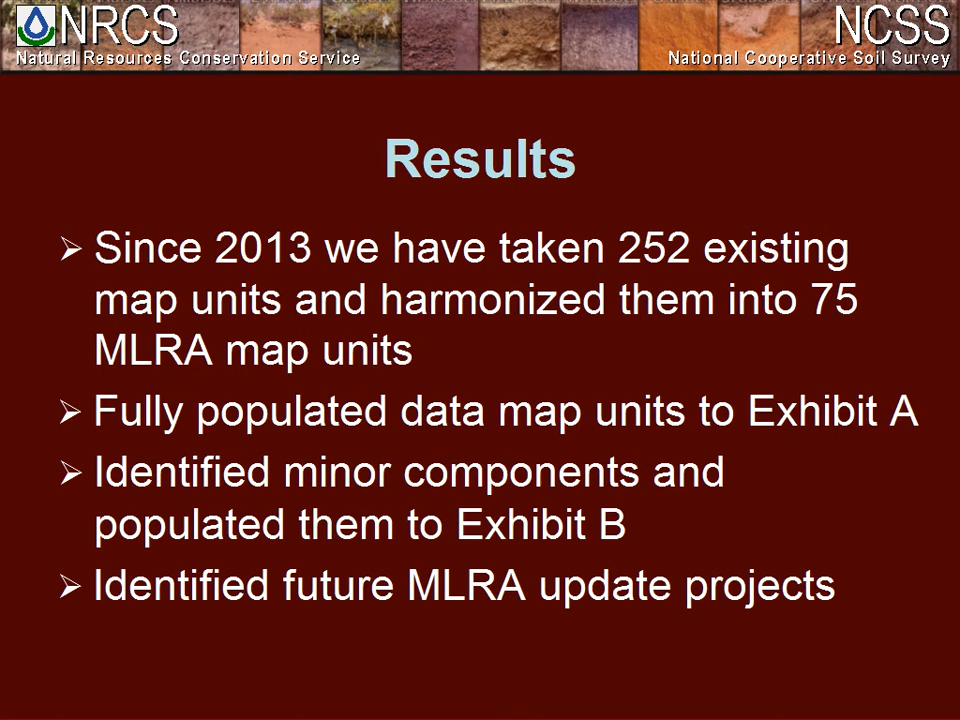 NRCS
Natural Resources Conservation Service
NCSS
National Cooperative Soil Survey
Results
Since 2013 we have taken 252 existing
map units and harmonized them into 75
MLRA map units
Fully populated data map units to Exhibit A
Identified minor components and
populated them to Exhibit B
Identified future MLRA update projects